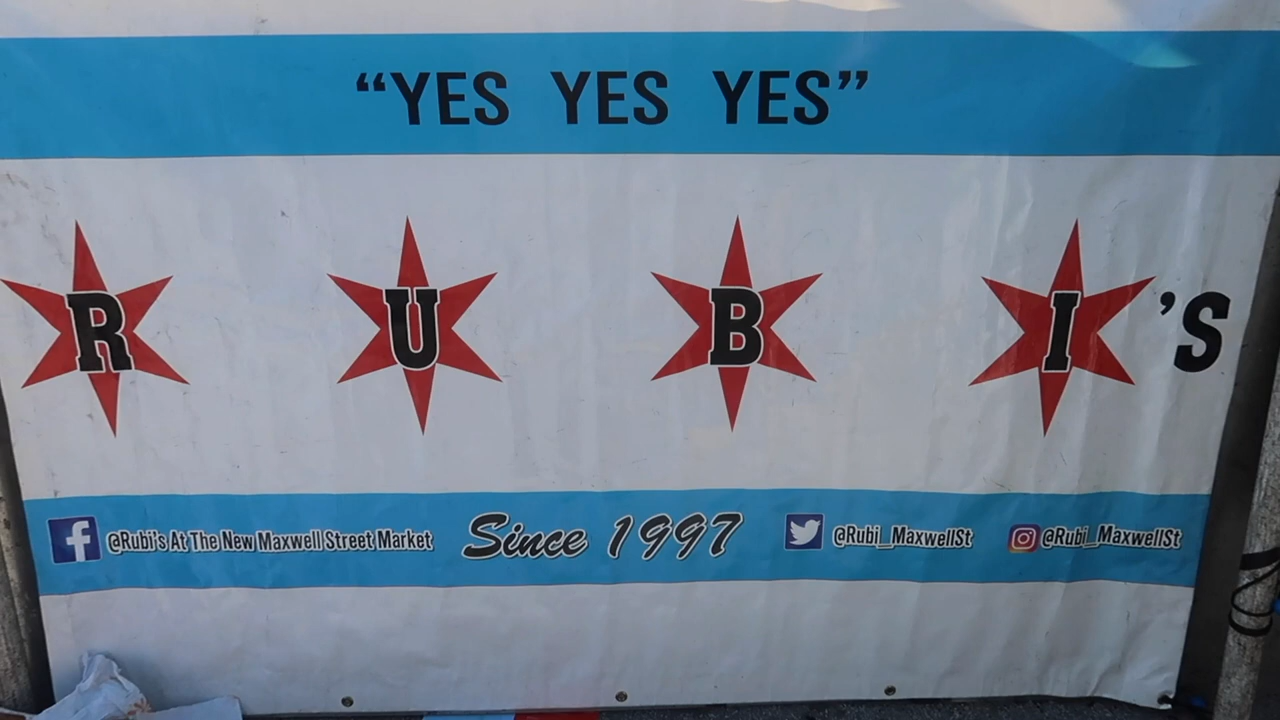 “YES YES YES”
RUBI’S
@Rubi's At The New Maxwell Street Market Since 1997 @Rubi_MaxwellSt @Rubi_MaxwellSt